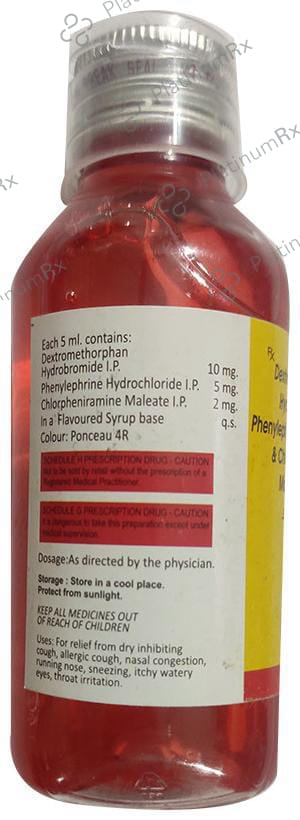 PlatinumRx
BREAK SEAL
Each 5 ml. contains:
Dextromethorphan
Hydrobromide I.P. 10 mg.
Phenylephrine Hydrochloride I.P. 5 mg.
Chlorpheniramine Maleate I.P. 2 mg.
In a Flavoured Syrup base q.s.
Colour: Ponceau 4R
SCHEDULE H PRESCRIPTION DRUG - CAUTION
Not to be sold by retail without the prescription of a
Registered Medical Practitioner.
SCHEDULE G PRESCRIPTION DRUG - CAUTION
It is dangerous to take this preparation except under
medical supervision.
Dosage:As directed by the physician.
Storage : Store in a cool place.
Protect from sunlight.
KEEP ALL MEDICINES OUT
OF REACH OF CHILDREN
Uses: For relief from dry inhibiting
cough, allergic cough, nasal congestion,
running nose, sneezing, itchy watery
eyes, throat irritation.
Rx
Dext
Hy
Phenyleph
& Ch
M